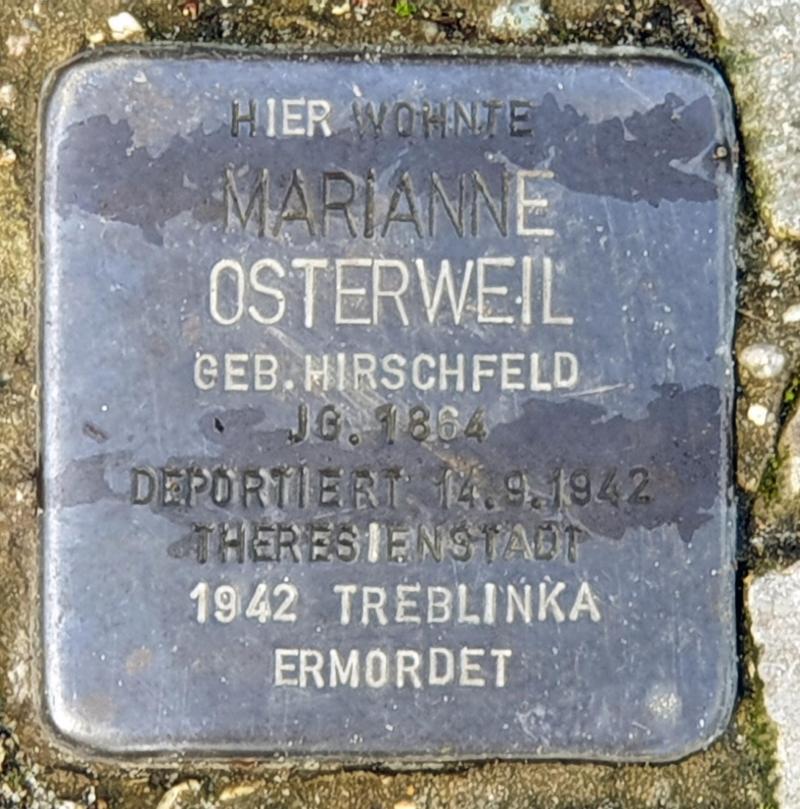 HIER WOHNTE
MARIANNE
OSTERWEIL
GEB. HIRSCHFELD
JG. 1864
DEPORTIERT 14.9.1942
THERESIENSTADT
1942 TREBLINKA
ERMORDET